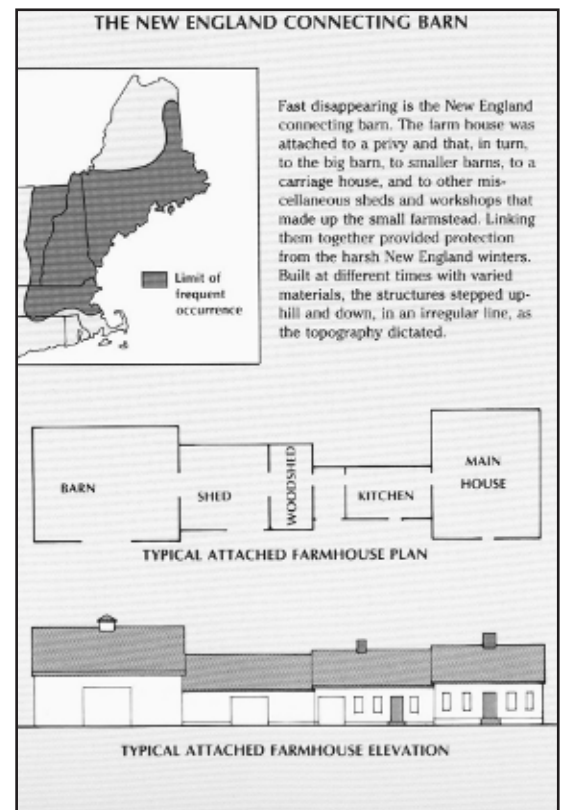 THE NEW ENGLAND CONNECTING BARN
Fast disappearing is the New England
connecting barn. The farm house was
attached to a privy and that, in turn,
to the big barn, to smaller barns, to a
carriage house, and to other mis-
cellaneous sheds and workshops that
made up the small farmstead. Linking
them together provided protection
from the harsh New England winters.
Built at different times with varied
materials, the structures stepped up-
hill and down, in an irregular line, as
the topography dictated.
Limit of
frequent
occurrence
BARN
SHED
WOODSHED
KITCHEN
MAIN
HOUSE
TYPICAL ATTACHED FARMHOUSE PLAN
TYPICAL ATTACHED FARMHOUSE ELEVATION